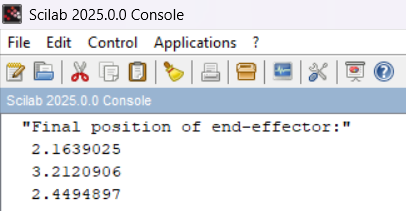 Scilab 2025.0.0 Console
File Edit Control Applications ?
Scilab 2025.0.0 Console
"Final position of end-effector:"
2.1639025
3.2120906
2.4494897